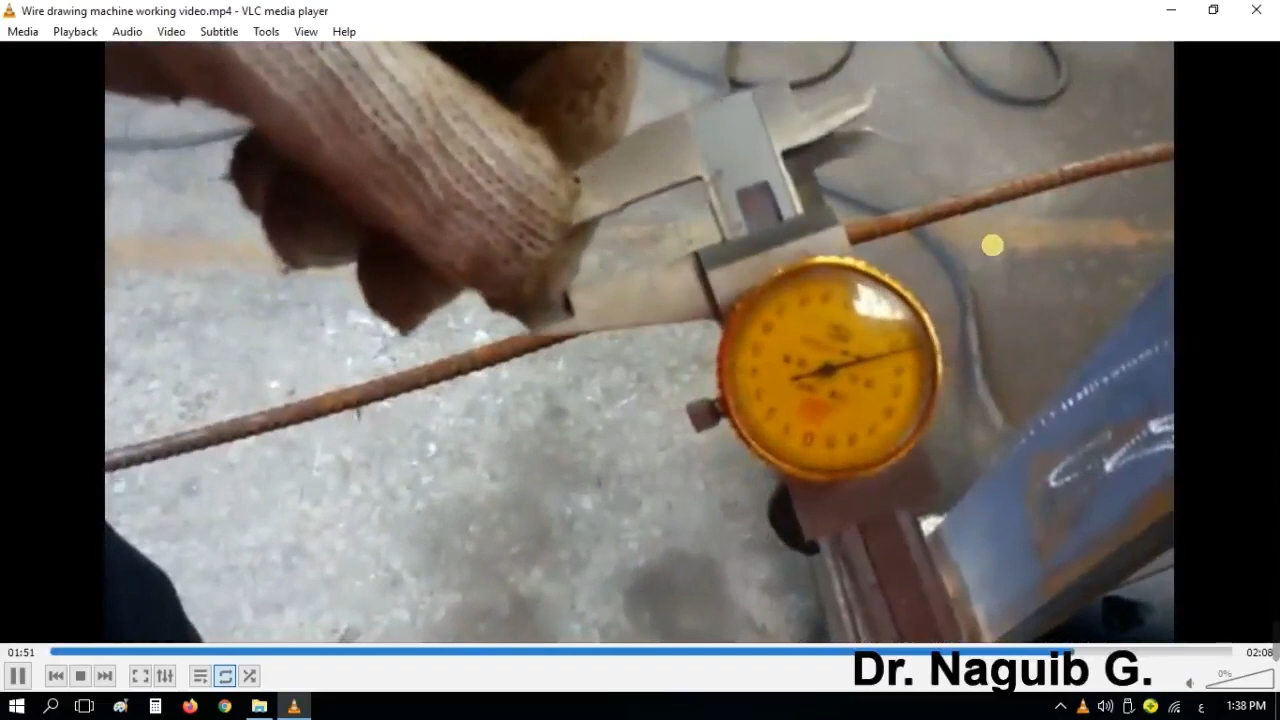 Wire drawing machine working video.mp4 - VLC media player
Media Playback Audio Video Subtitle Tools View Help
01:51
02:08
Dr. Naguib G.
0%
ع
1:38 PM